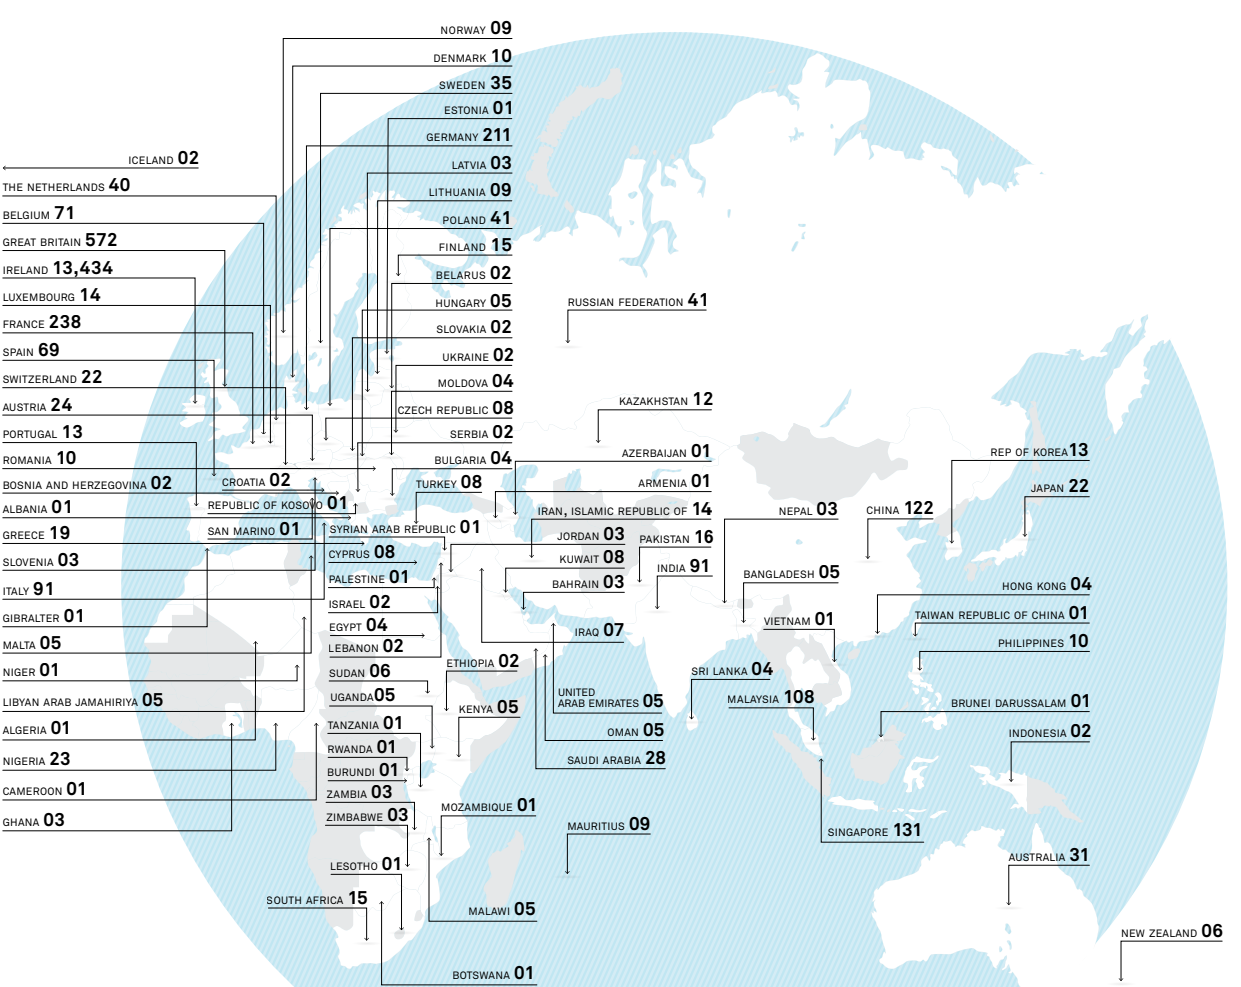 NORWAY 09
DENMARK 10
SWEDEN 35
ESTONIA 01
GERMANY 211
ICELAND 02
LATVIA 03
THE NETHERLANDS 40
LITHUANIA 09
BELGIUM 71
POLAND 41
GREAT BRITAIN 572
FINLAND 15
IRELAND 13,434
BELARUS 02
LUXEMBOURG 14
HUNGARY 05
RUSSIAN FEDERATION 41
FRANCE 238
SLOVAKIA 02
SPAIN 69
UKRAINE 02
SWITZERLAND 22
MOLDOVA 04
AUSTRIA 24
CZECH REPUBLIC 08
KAZAKHSTAN 12
PORTUGAL 13
SERBIA 02
ROMANIA 10
BULGARIA 04
AZERBAIJAN 01
REP OF KOREA 13
BOSNIA AND HERZEGOVINA 02
CROATIA 02
TURKEY 08
ARMENIA 01
JAPAN 22
ALBANIA 01
REPUBLIC OF KOSOVO 01
IRAN, ISLAMIC REPUBLIC OF 14
NEPAL 03
CHINA 122
GREECE 19
SAN MARINO 01
SYRIAN ARAB REPUBLIC 01
JORDAN 03
PAKISTAN 16
SLOVENIA 03
CYPRUS 08
KUWAIT 08
INDIA 91
BANGLADESH 05
ITALY 91
PALESTINE 01
BAHRAIN 03
HONG KONG 04
GIBRALTER 01
ISRAEL 02
TAIWAN REPUBLIC OF CHINA 01
MALTA 05
EGYPT 04
IRAQ 07
VIETNAM 01
PHILIPPINES 10
LEBANON 02
NIGER 01
SUDAN 06
ETHIOPIA 02
SRI LANKA 04
LIBYAN ARAB JAMAHIRIYA 05
UGANDA 05
KENYA 05
UNITED
ARAB EMIRATES 05
MALAYSIA 108
BRUNEI DARUSSALAM 01
ALGERIA 01
TANZANIA 01
OMAN 05
INDONESIA 02
NIGERIA 23
RWANDA 01
SAUDI ARABIA 28
BURUNDI 01
CAMEROON 01
ZAMBIA 03
MOZAMBIQUE 01
GHANA 03
ZIMBABWE 03
MAURITIUS 09
SINGAPORE 131
LESOTHO 01
AUSTRALIA 31
SOUTH AFRICA 15
MALAWI 05
NEW ZEALAND 06
BOTSWANA 01